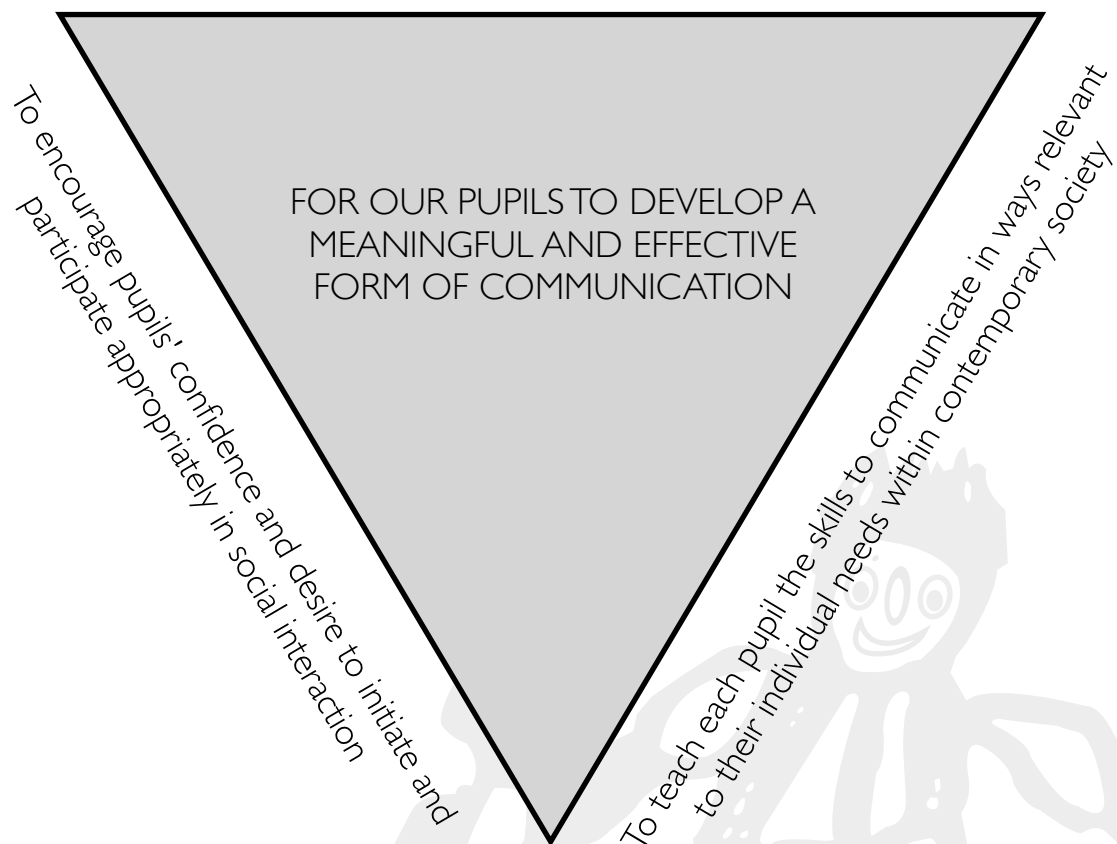 FOR OUR PUPILS TO DEVELOP A
MEANINGFUL AND EFFECTIVE
FORM OF COMMUNICATION
To encourage pupils' confidence and desire to initiate and
participate appropriately in social interaction
To teach each pupil the skills to communicate in ways relevant
to their individual needs within contemporary society